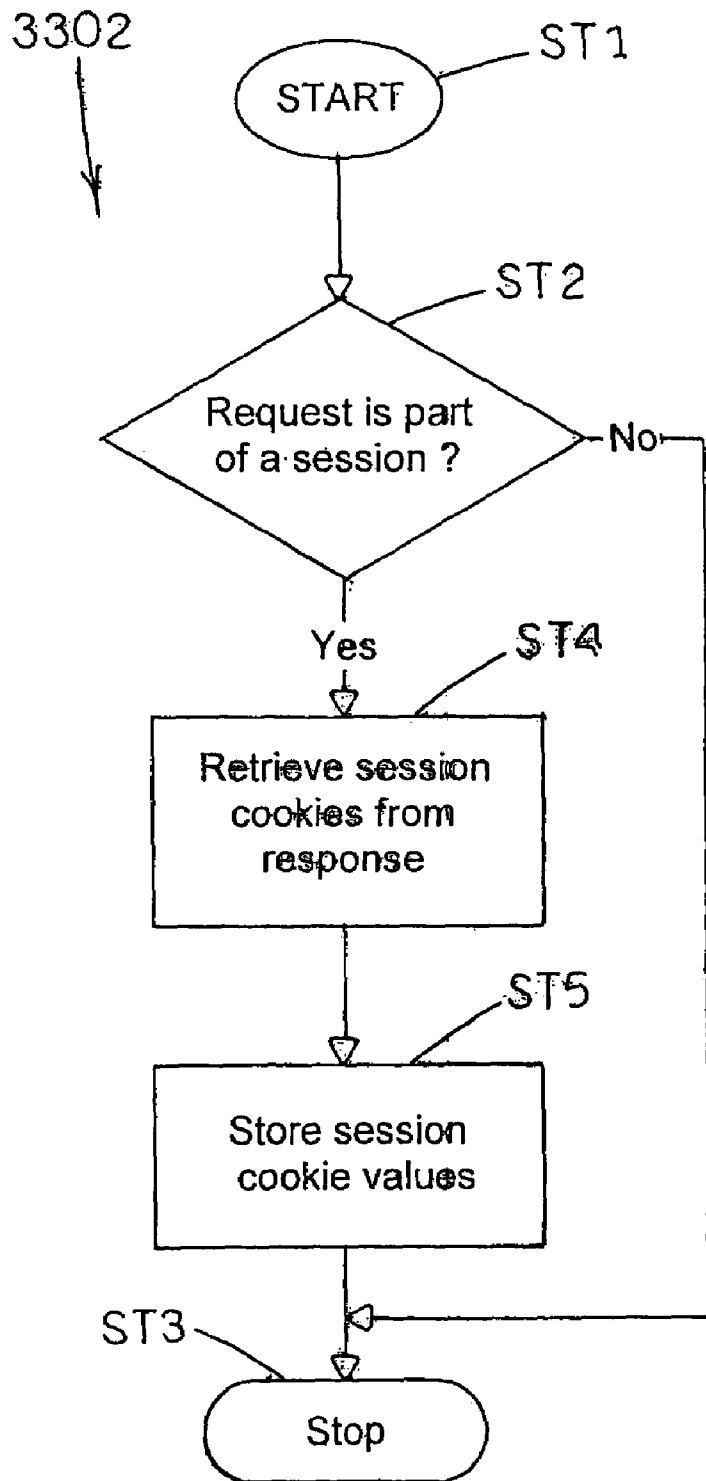 3302
ST1
START
ST2
Request is part
of a session ?
No
Yes
ST4
Retrieve session
cookies from
response
ST5
Store session
cookie values
ST3
Stop